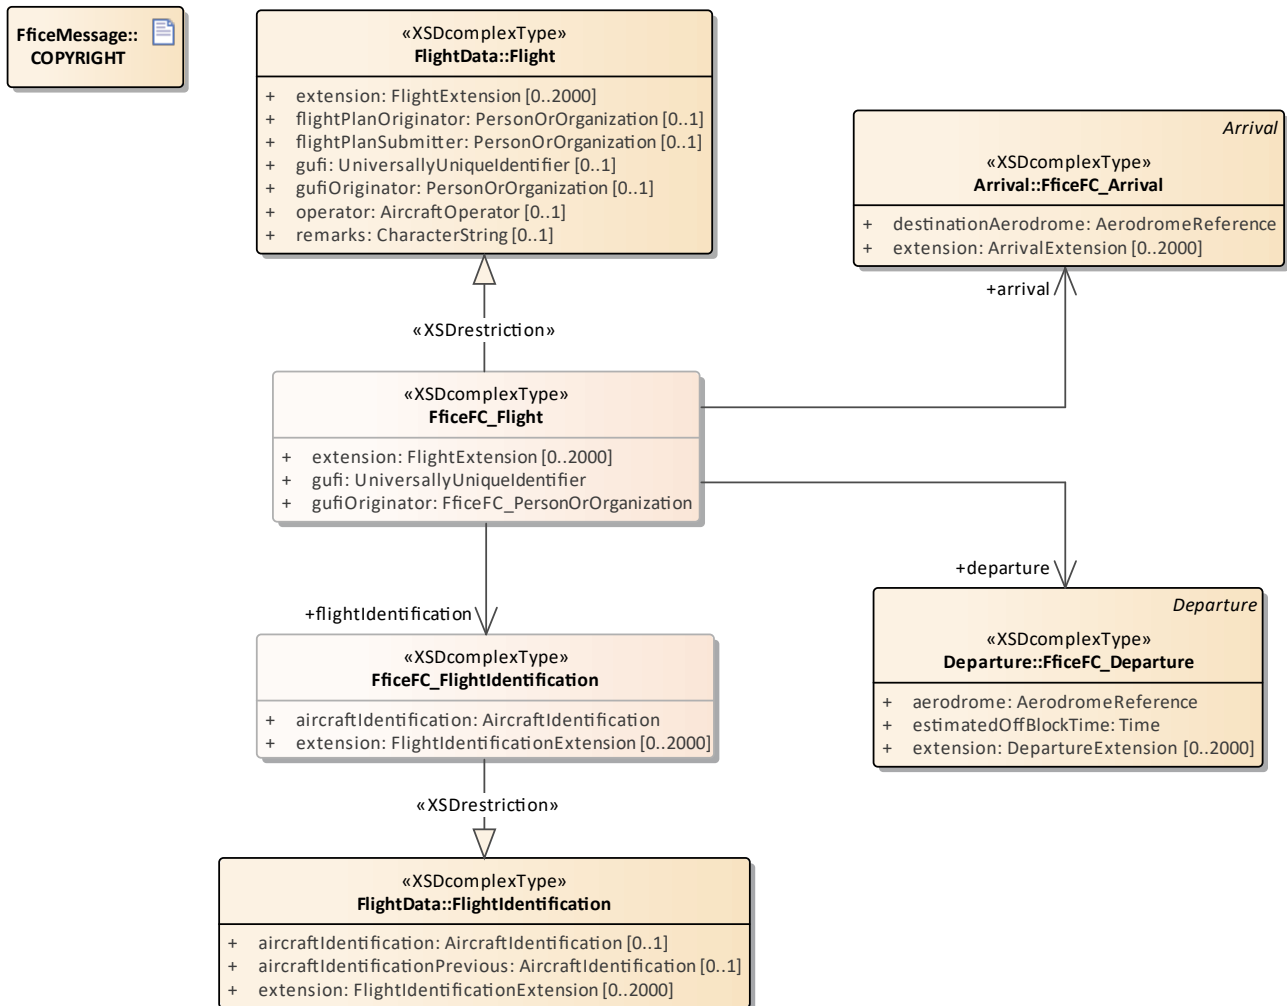 FficeMessage::
COPYRIGHT
«XSDcomplexType»
FlightData::Flight
+ extension: FlightExtension [0..2000]
+ flightPlanOriginator: PersonOrOrganization [0..1]
+ flightPlanSubmitter: PersonOrOrganization [0..1]
+ gufi: UniversallyUniqueIdentifier [0..1]
+ gufiOriginator: PersonOrOrganization [0..1]
+ operator: AircraftOperator [0..1]
+ remarks: CharacterString [0..1]
Arrival
«XSDcomplexType»
Arrival::FficeFC_Arrival
+ destinationAerodrome: AerodromeReference
+ extension: ArrivalExtension [0..2000]
+arrival
«XSDrestriction»
«XSDcomplexType»
FficeFC_Flight
+ extension: FlightExtension [0..2000]
+ gufi: UniversallyUniqueIdentifier
+ gufiOriginator: FficeFC_PersonOrOrganization
+departure
+flightIdentification
Departure
«XSDcomplexType»
Departure::FficeFC_Departure
+ aerodrome: AerodromeReference
+ estimatedOffBlockTime: Time
+ extension: DepartureExtension [0..2000]
«XSDcomplexType»
FficeFC_FlightIdentification
+ aircraftIdentification: AircraftIdentification
+ extension: FlightIdentificationExtension [0..2000]
«XSDrestriction»
«XSDcomplexType»
FlightData::FlightIdentification
+ aircraftIdentification: AircraftIdentification [0..1]
+ aircraftIdentificationPrevious: AircraftIdentification [0..1]
+ extension: FlightIdentificationExtension [0..2000]